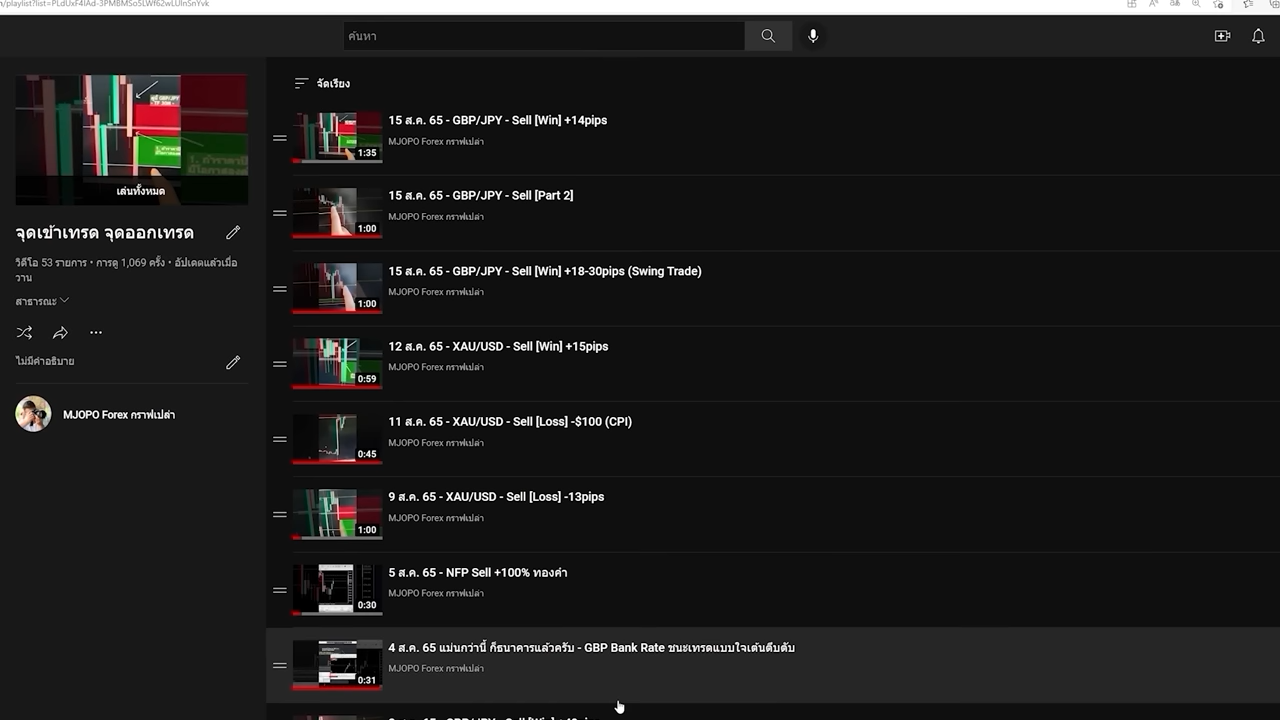 /playlist?list=PLdUxF4IAd-3PMBMSo5LWf62wLUlnSnYvk
ค้นหา
เล่นทั้งหมด
จุดเข้าเทรด จุดออกเทรด
วิดีโอ 53 รายการ • การดู 1,069 ครั้ง • อัปเดตแล้วเมื่อ
วาน
สาธารณะ
ไม่มีคำอธิบาย
MJOPO Forex กราฟเปล่า
จัดเรียง
15 ส.ค. 65 - GBP/JPY - Sell [Win] +14pips
MJOPO Forex กราฟเปล่า
1:35
15 ส.ค. 65 - GBP/JPY - Sell [Part 2]
MJOPO Forex กราฟเปล่า
1:00
15 ส.ค. 65 - GBP/JPY - Sell [Win] +18-30pips (Swing Trade)
MJOPO Forex กราฟเปล่า
1:00
12 ส.ค. 65 - XAU/USD - Sell [Win] +15pips
MJOPO Forex กราฟเปล่า
0:59
11 ส.ค. 65 - XAU/USD - Sell [Loss] -$100 (CPI)
MJOPO Forex กราฟเปล่า
0:45
9 ส.ค. 65 - XAU/USD - Sell [Loss] -13pips
MJOPO Forex กราฟเปล่า
1:00
5 ส.ค. 65 - NFP Sell +100% ทองคำ
MJOPO Forex กราฟเปล่า
0:30
4 ส.ค. 65 แม่นกว่านี้ ก็ธนาคารแล้วครับ - GBP Bank Rate ชนะเทรดแบบใจเต้นตึบตับ
MJOPO Forex กราฟเปล่า
0:31